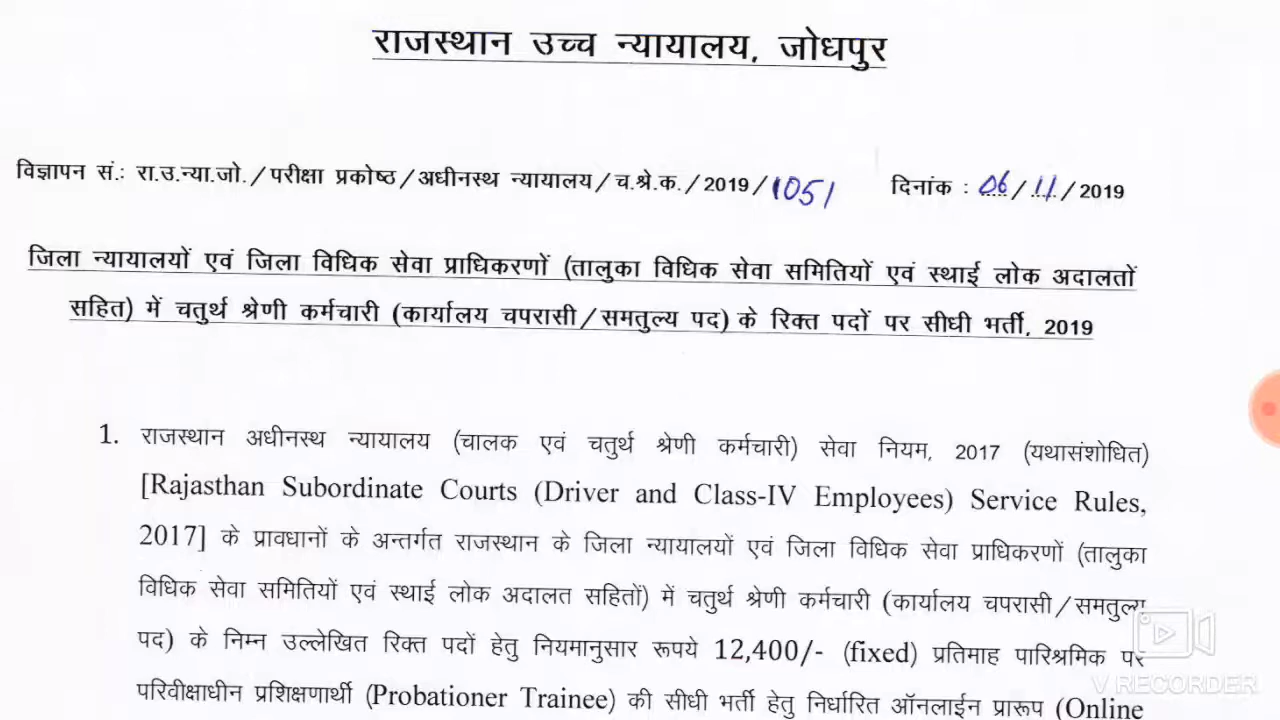 राजस्थान उच्च न्यायालय, जोधपुर
विज्ञापन सं.: रा.उ.न्या.जो./परीक्षा प्रकोष्ठ/अधीनस्थ न्यायालय/च.श्रे.क./2019/1051 दिनांक : 06/11/2019
जिला न्यायालयों एवं जिला विधिक सेवा प्राधिकरणों (तालुका विधिक सेवा समितियों एवं स्थाई लोक अदालतों
सहित) में चतुर्थ श्रेणी कर्मचारी (कार्यालय चपरासी/समतुल्य पद) के रिक्त पदों पर सीधी भर्ती, 2019
1. राजस्थान अधीनस्थ न्यायालय (चालक एवं चतुर्थ श्रेणी कर्मचारी) सेवा नियम, 2017 (यथासंशोधित)
[Rajasthan Subordinate Courts (Driver and Class-IV Employees) Service Rules,
2017] के प्रावधानों के अन्तर्गत राजस्थान के जिला न्यायालयों एवं जिला विधिक सेवा प्राधिकरणों (तालुका
विधिक सेवा समितियों एवं स्थाई लोक अदालत सहितों) में चतुर्थ श्रेणी कर्मचारी (कार्यालय चपरासी/समतुल्य
पद) के निम्न उल्लेखित रिक्त पदों हेतु नियमानुसार रूपये 12,400/- (fixed) प्रतिमाह पारिश्रमिक पर
परिवीक्षाधीन प्रशिक्षणार्थी (Probationer Trainee) की सीधी भर्ती हेतु निर्धारित ऑनलाईन प्रारूप (Online
V RECORDER